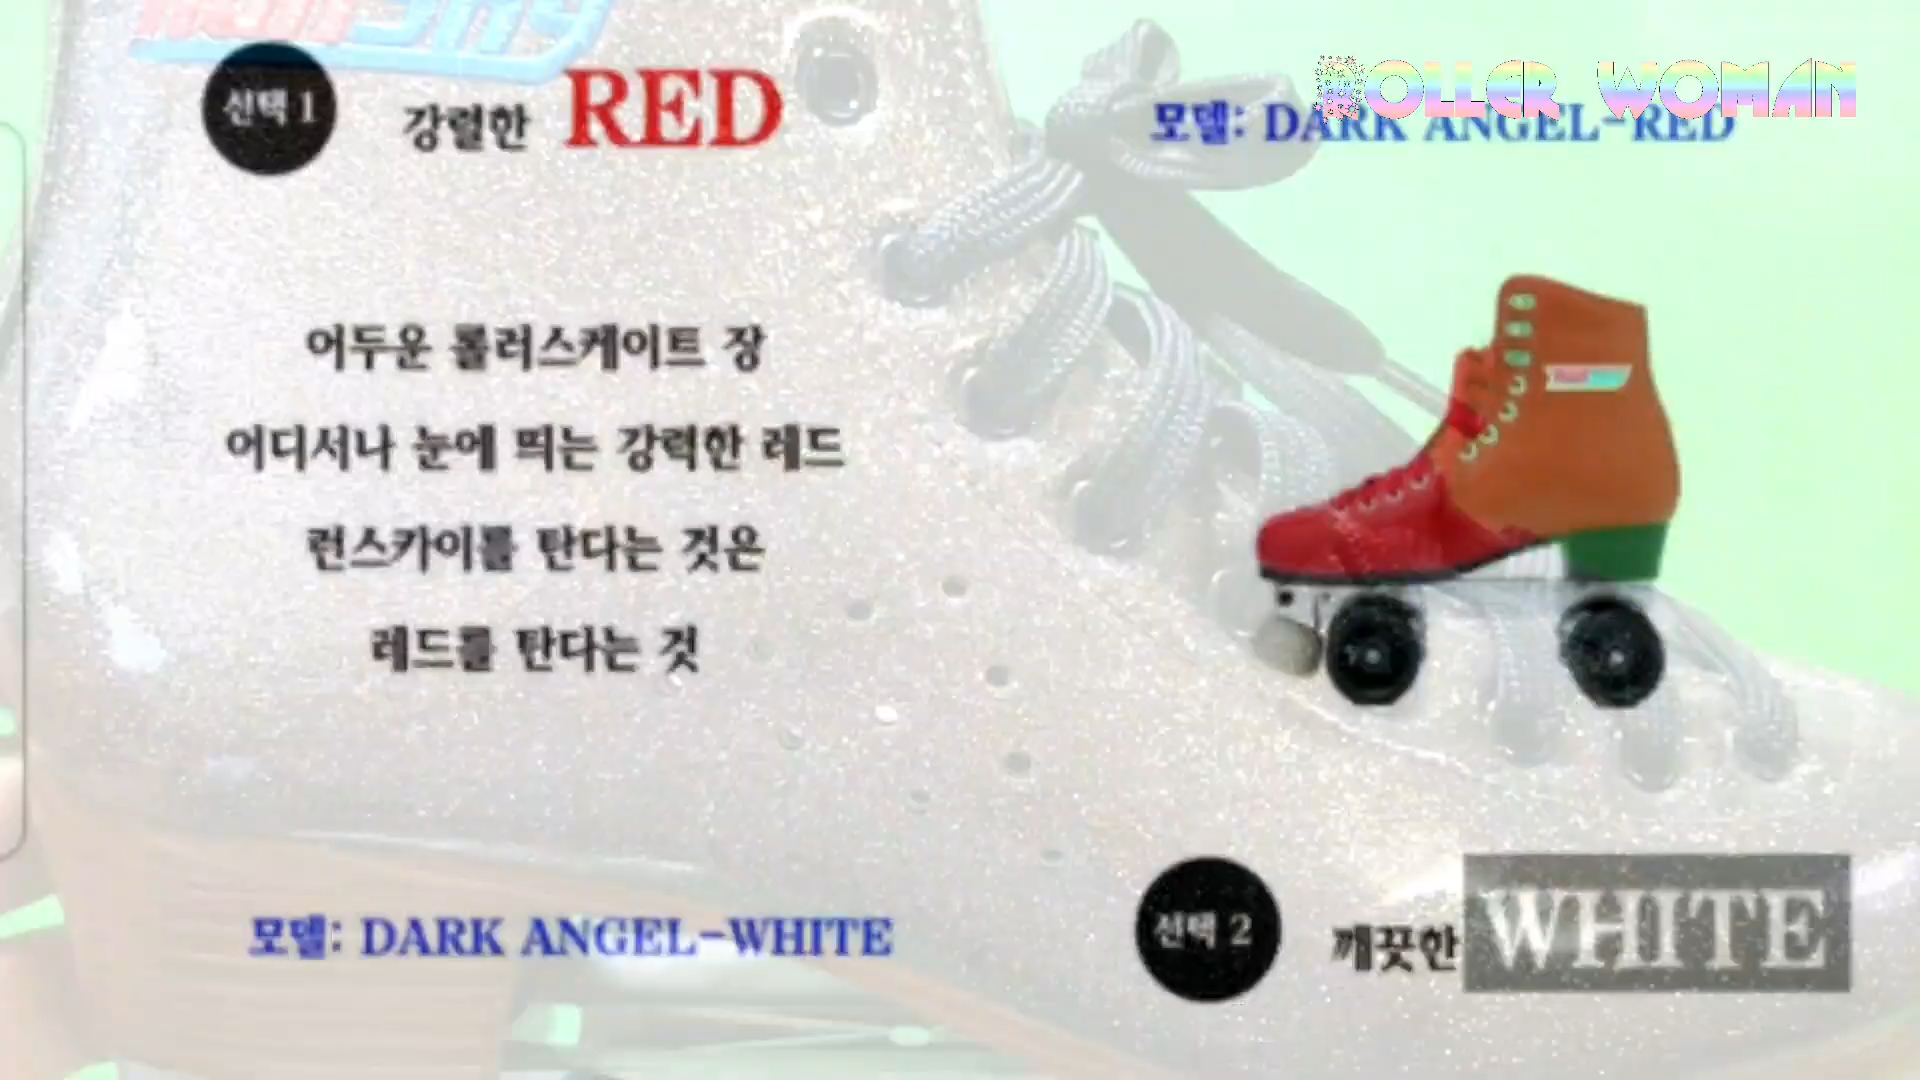 선택 1
강렬한 RED
ROLLER WOMAN
모델: DARK ANGEL-RED
어두운 롤러스케이트 장
어디서나 눈에 띄는 강력한 레드
런스카이를 탄다는 것은
레드를 탄다는 것
모델: DARK ANGEL-WHITE
선택 2
깨끗한 WHITE